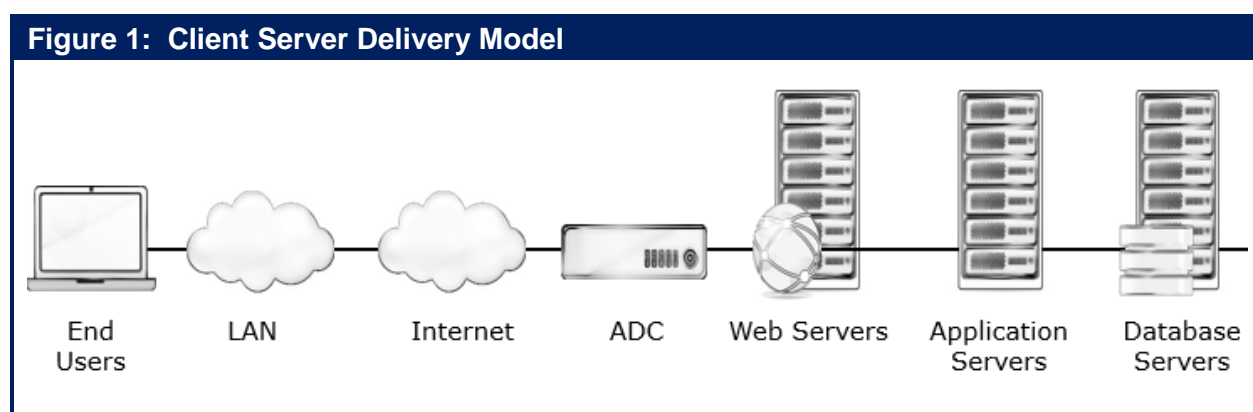 Figure 1: Client Server Delivery Model
End Users
LAN
Internet
ADC
Web Servers
Application Servers
Database Servers